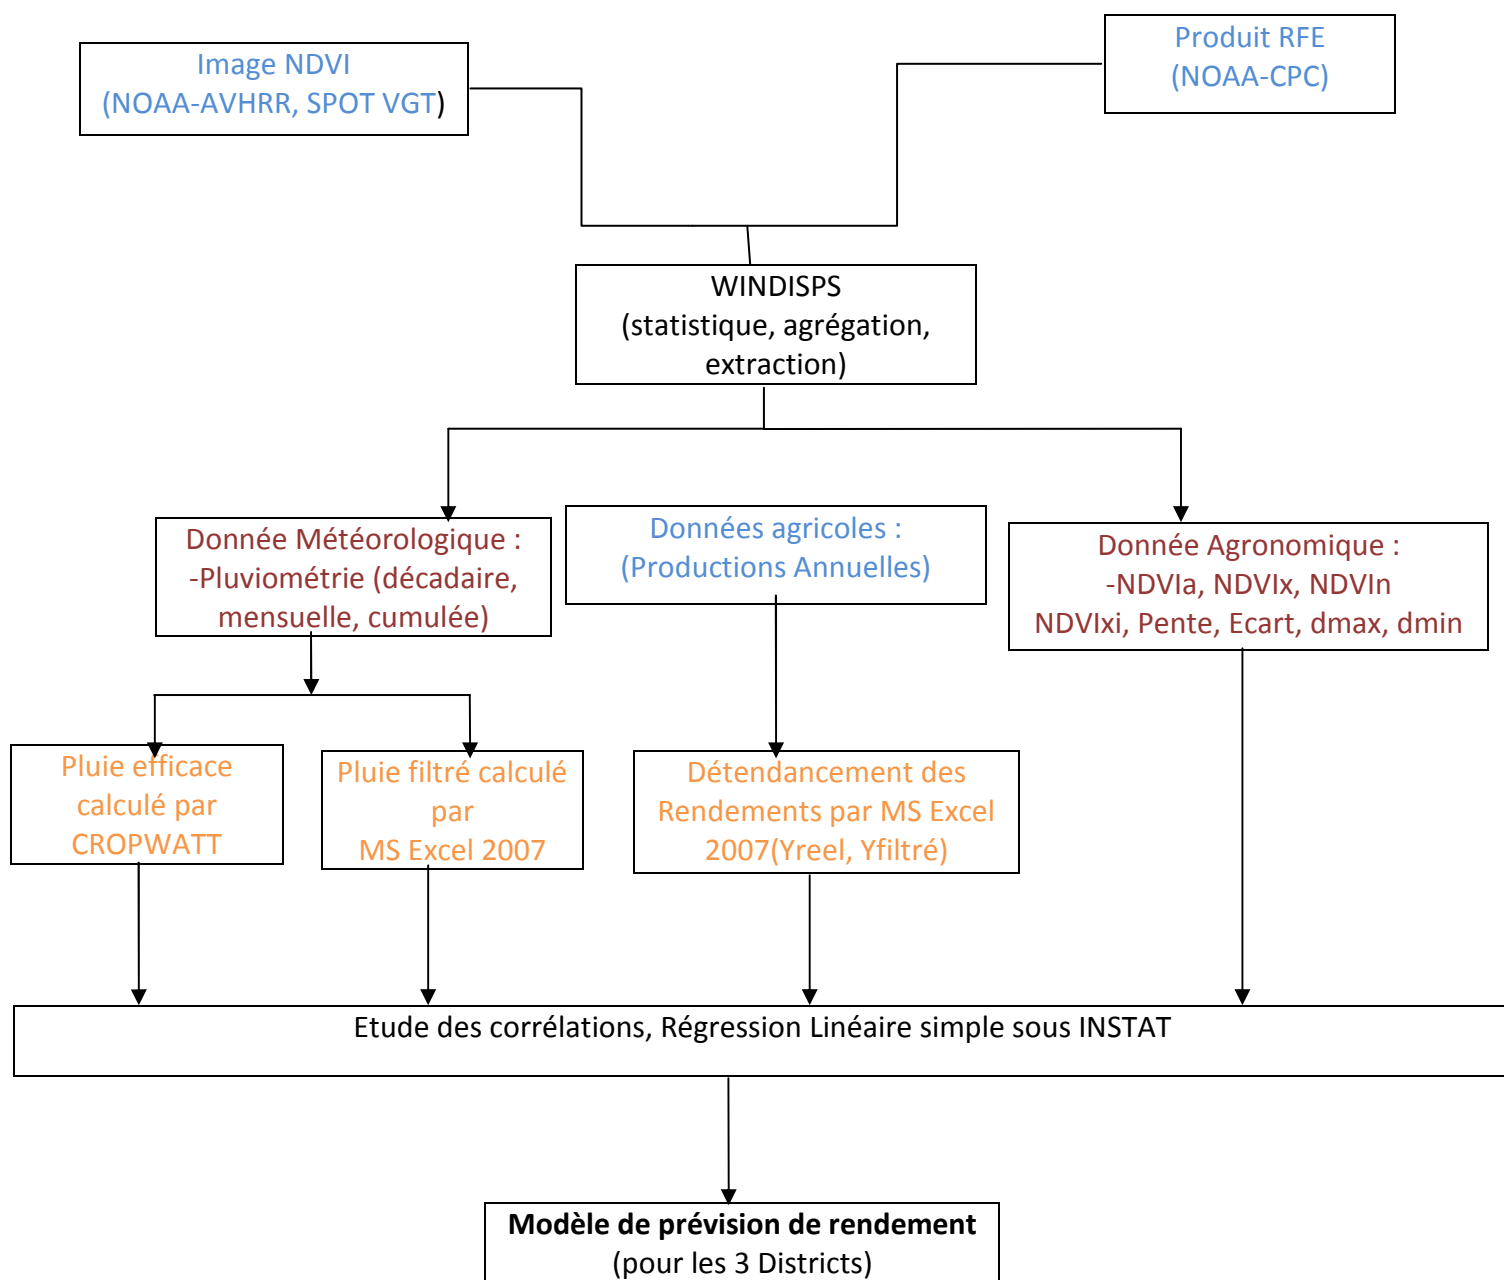 Image NDVI
(NOAA-AVHRR, SPOT VGT)
Produit RFE
(NOAA-CPC)
WINDISPS
(statistique, agrégation,
extraction)
Donnée Météorologique :
-Pluviométrie (décadaire,
mensuelle, cumulée)
Données agricoles :
(Productions Annuelles)
Donnée Agronomique :
-NDVIa, NDVIx, NDVIn
NDVIxi, Pente, Ecart, dmax, dmin
Pluie efficace
calculé par
CROPWATT
Pluie filtré calculé
par
MS Excel 2007
Détendancement des
Rendements par MS Excel
2007(Yreel, Yfiltré)
Etude des corrélations, Régression Linéaire simple sous INSTAT
Modèle de prévision de rendement
(pour les 3 Districts)